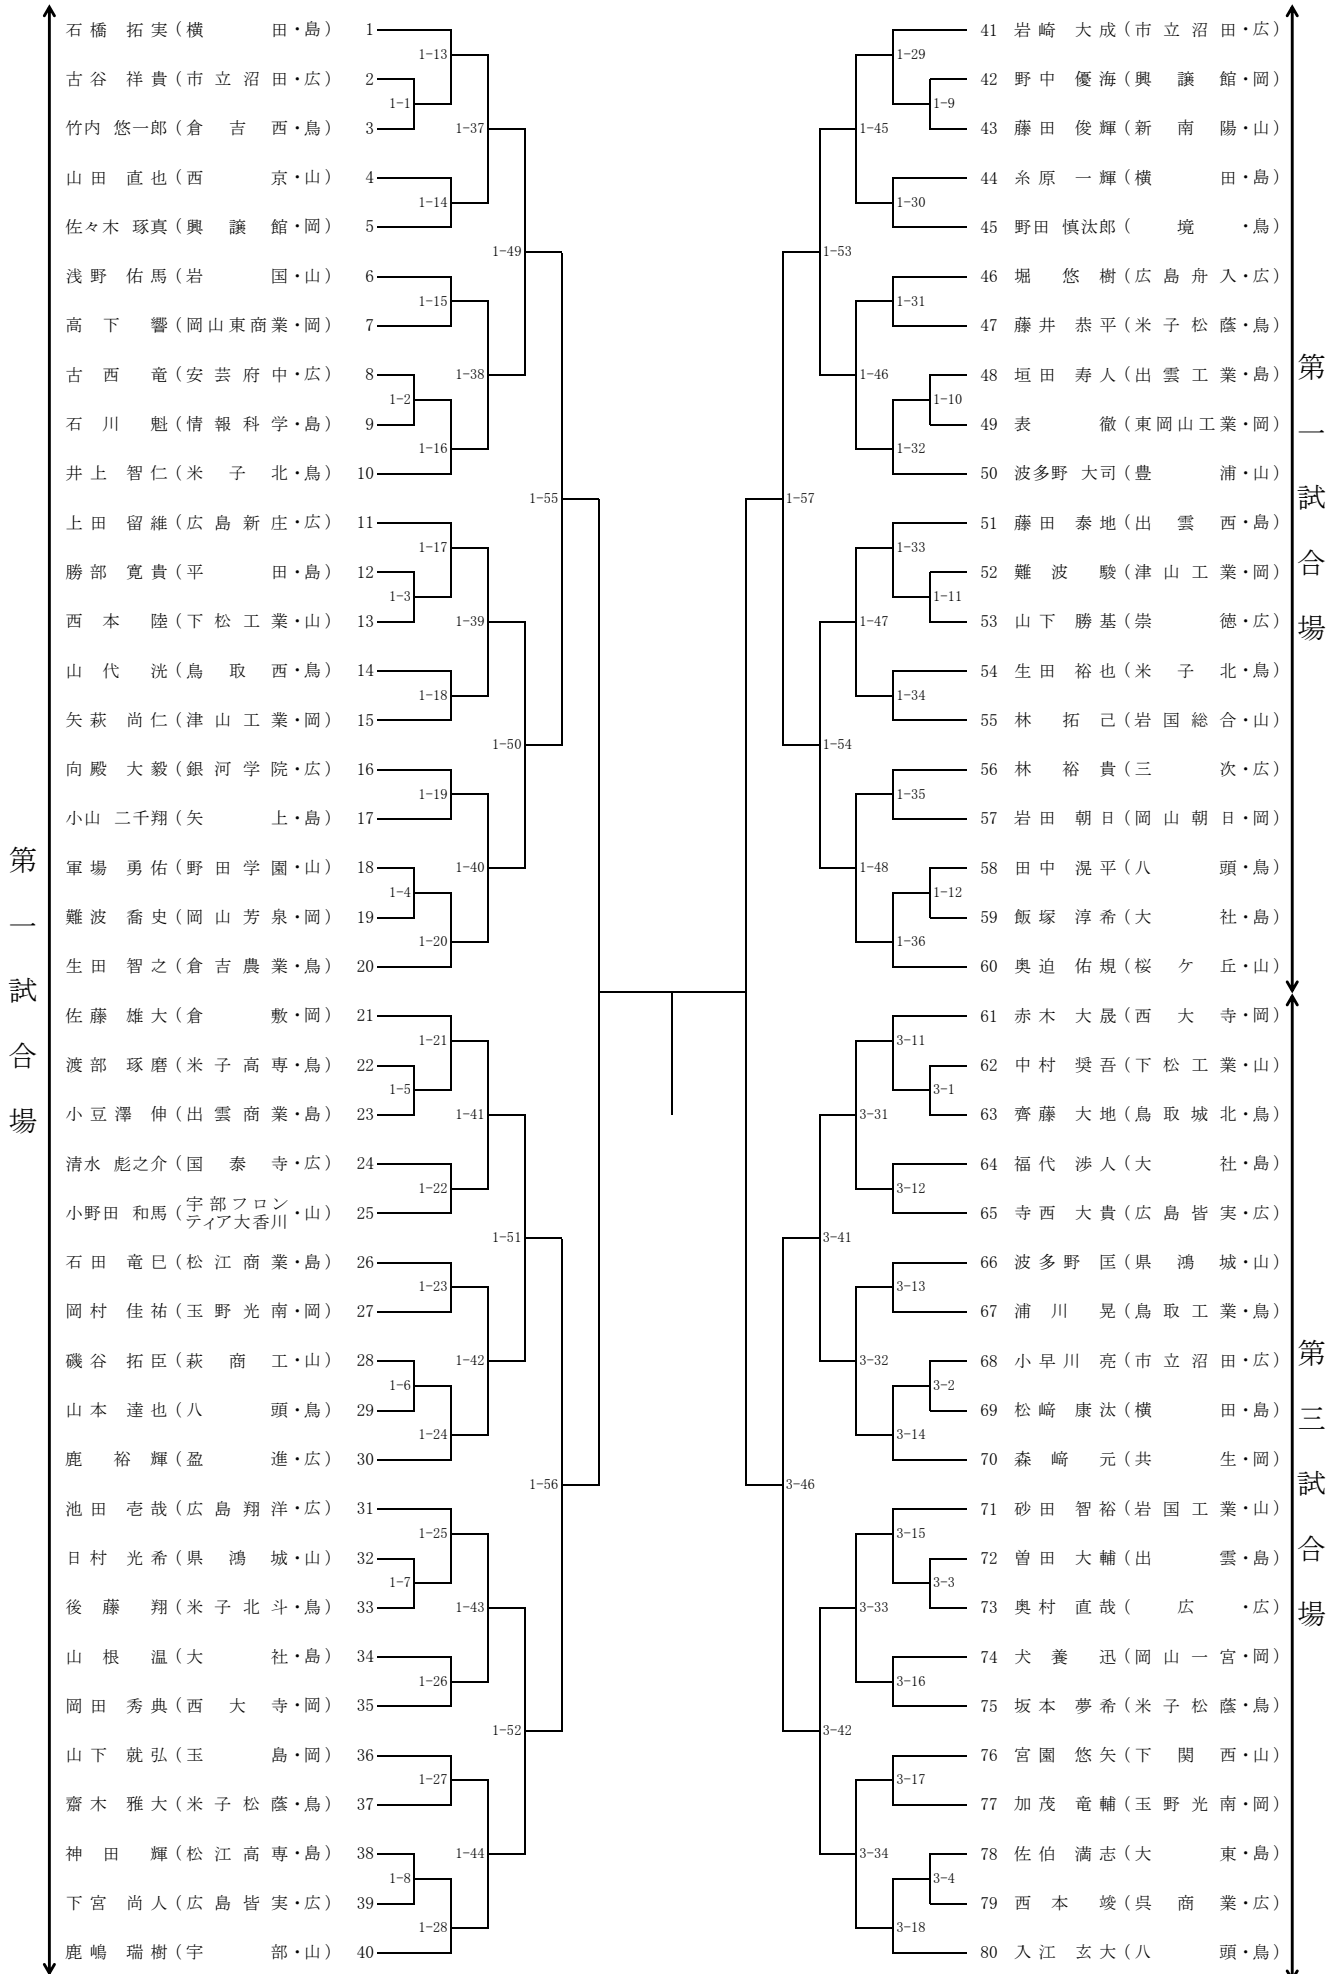 石橋 拓実（横田・島） 1
1-13
古谷 祥貴（市立沼田・広） 2
1-1
竹内 悠一郎（倉吉西・鳥） 3
1-37
山田 直也（西京・山） 4
1-14
佐々木 琢真（興譲館・岡） 5
1-49
浅野 佑馬（岩国・山） 6
1-15
高下 響（岡山東商業・岡） 7
1-38
古西 竜（安芸府中・広） 8
1-2
石川 魁（情報科学・島） 9
1-16
井上 智仁（米子北・鳥） 10
1-55
上田 留維（広島新庄・広） 11
1-17
勝部 寛貴（平田・島） 12
1-3
西本 陸（下松工業・山） 13
1-39
山代 洸（鳥取西・鳥） 14
1-18
矢萩 尚仁（津山工業・岡） 15
1-50
向殿 大毅（銀河学院・広） 16
1-19
小山 二千翔（矢上・島） 17
1-40
軍場 勇佑（野田学園・山） 18
1-4
難波 喬史（岡山芳泉・岡） 19
1-20
生田 智之（倉吉農業・鳥） 20
佐藤 雄大（倉敷・岡） 21
1-21
渡部 琢磨（米子高専・鳥） 22
1-5
小豆澤 伸（出雲商業・島） 23
1-41
清水 彪之介（国泰寺・広） 24
1-22
小野田 和馬（宇部フロンティア大香川・山） 25
1-51
石田 竜巳（松江商業・島） 26
1-23
岡村 佳祐（玉野光南・岡） 27
1-42
磯谷 拓臣（萩商工・山） 28
1-6
山本 達也（八頭・鳥） 29
1-24
鹿 裕輝（盈進・広） 30
1-56
池田 壱哉（広島翔洋・広） 31
1-25
日村 光希（県鴻城・山） 32
1-7
後藤 翔（米子北斗・鳥） 33
1-43
山根 温（大社・島） 34
1-26
岡田 秀典（西大寺・岡） 35
1-52
山下 就弘（玉島・岡） 36
1-27
齋木 雅大（米子松蔭・鳥） 37
1-44
神田 輝（松江高専・島） 38
1-8
下宮 尚人（広島皆実・広） 39
1-28
鹿嶋 瑞樹（宇部・山） 40
第一試合場
41 岩崎 大成（市立沼田・広）
1-29
42 野中 優海（興譲館・岡）
1-9
43 藤田 俊輝（新南陽・山）
1-45
44 糸原 一輝（横田・島）
1-30
45 野田 慎汰郎（境・鳥）
1-53
46 堀 悠樹（広島舟入・広）
1-31
47 藤井 恭平（米子松蔭・鳥）
1-46
48 垣田 寿人（出雲工業・島）
1-10
49 表 徹（東岡山工業・岡）
1-32
50 波多野 大司（豊浦・山）
1-57
51 藤田 泰地（出雲西・島）
1-33
52 難波 駿（津山工業・岡）
1-11
53 山下 勝基（崇徳・広）
1-47
54 生田 裕也（米子北・鳥）
1-34
55 林 拓己（岩国総合・山）
1-54
56 林 裕貴（三次・広）
1-35
57 岩田 朝日（岡山朝日・岡）
1-48
58 田中 滉平（八頭・鳥）
1-12
59 飯塚 淳希（大社・島）
1-36
60 奥迫 佑規（桜ケ丘・山）
第一試合場
61 赤木 大晟（西大寺・岡）
3-11
62 中村 奨吾（下松工業・山）
3-1
63 齊藤 大地（鳥取城北・鳥）
3-31
64 福代 渉人（大社・島）
3-12
65 寺西 大貴（広島皆実・広）
3-41
66 波多野 匡（県鴻城・山）
3-13
67 浦川 晃（鳥取工業・鳥）
3-32
68 小早川 亮（市立沼田・広）
3-2
69 松﨑 康汰（横田・島）
3-14
70 森﨑 元（共生・岡）
3-46
71 砂田 智裕（岩国工業・山）
3-15
72 曽田 大輔（出雲・島）
3-3
73 奥村 直哉（広・広）
3-33
74 犬養 迅（岡山一宮・岡）
3-16
75 坂本 夢希（米子松蔭・鳥）
3-42
76 宮園 悠矢（下関西・山）
3-17
77 加茂 竜輔（玉野光南・岡）
3-34
78 佐伯 満志（大東・島）
3-4
79 西本 竣（呉商業・広）
3-18
80 入江 玄大（八頭・鳥）
第三試合場